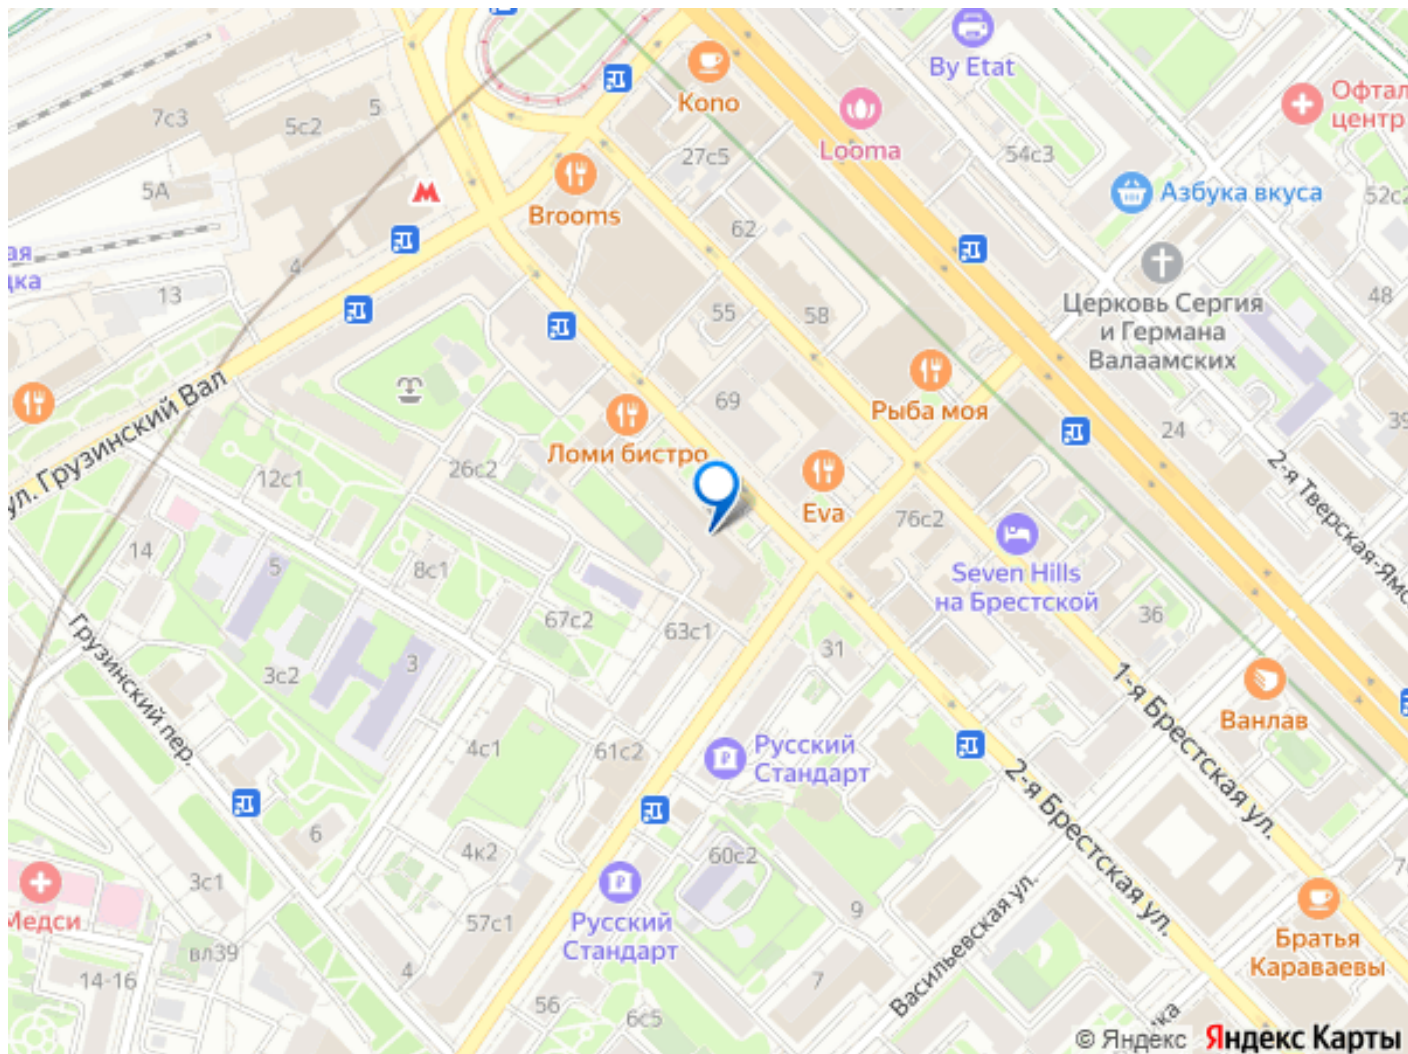 By Etat
Kono
Офтал
центр
7с3
5
5с2
Looma
27с5
54с3
5А
Азбука вкуса
52с2
Brooms
62
ая
дка
4
13
48
Церковь Сергия
и Германа
Валаамских
55
58
ул. Грузинский Вал
69
Рыба моя
24
39
Ломи бистро
26с2
12с1
2-я Тверская-Ямс
Eva
76с2
14
5
8с1
Seven Hills
на Брестской
67с2
63с1
36
31
Грузинский пер.
3с2
3
1-я Брестская ул.
Ванлав
4с1
61с2
Русский
Стандарт
2-я Брестская ул.
6
4к2
60с2
3с1
Медси
57с1
9
Русский
Стандарт
Васильевская ул.
Братья
Караваевы
вл39
14-16
4
7
56
6с5
© Яндекс
Яндекс Карты